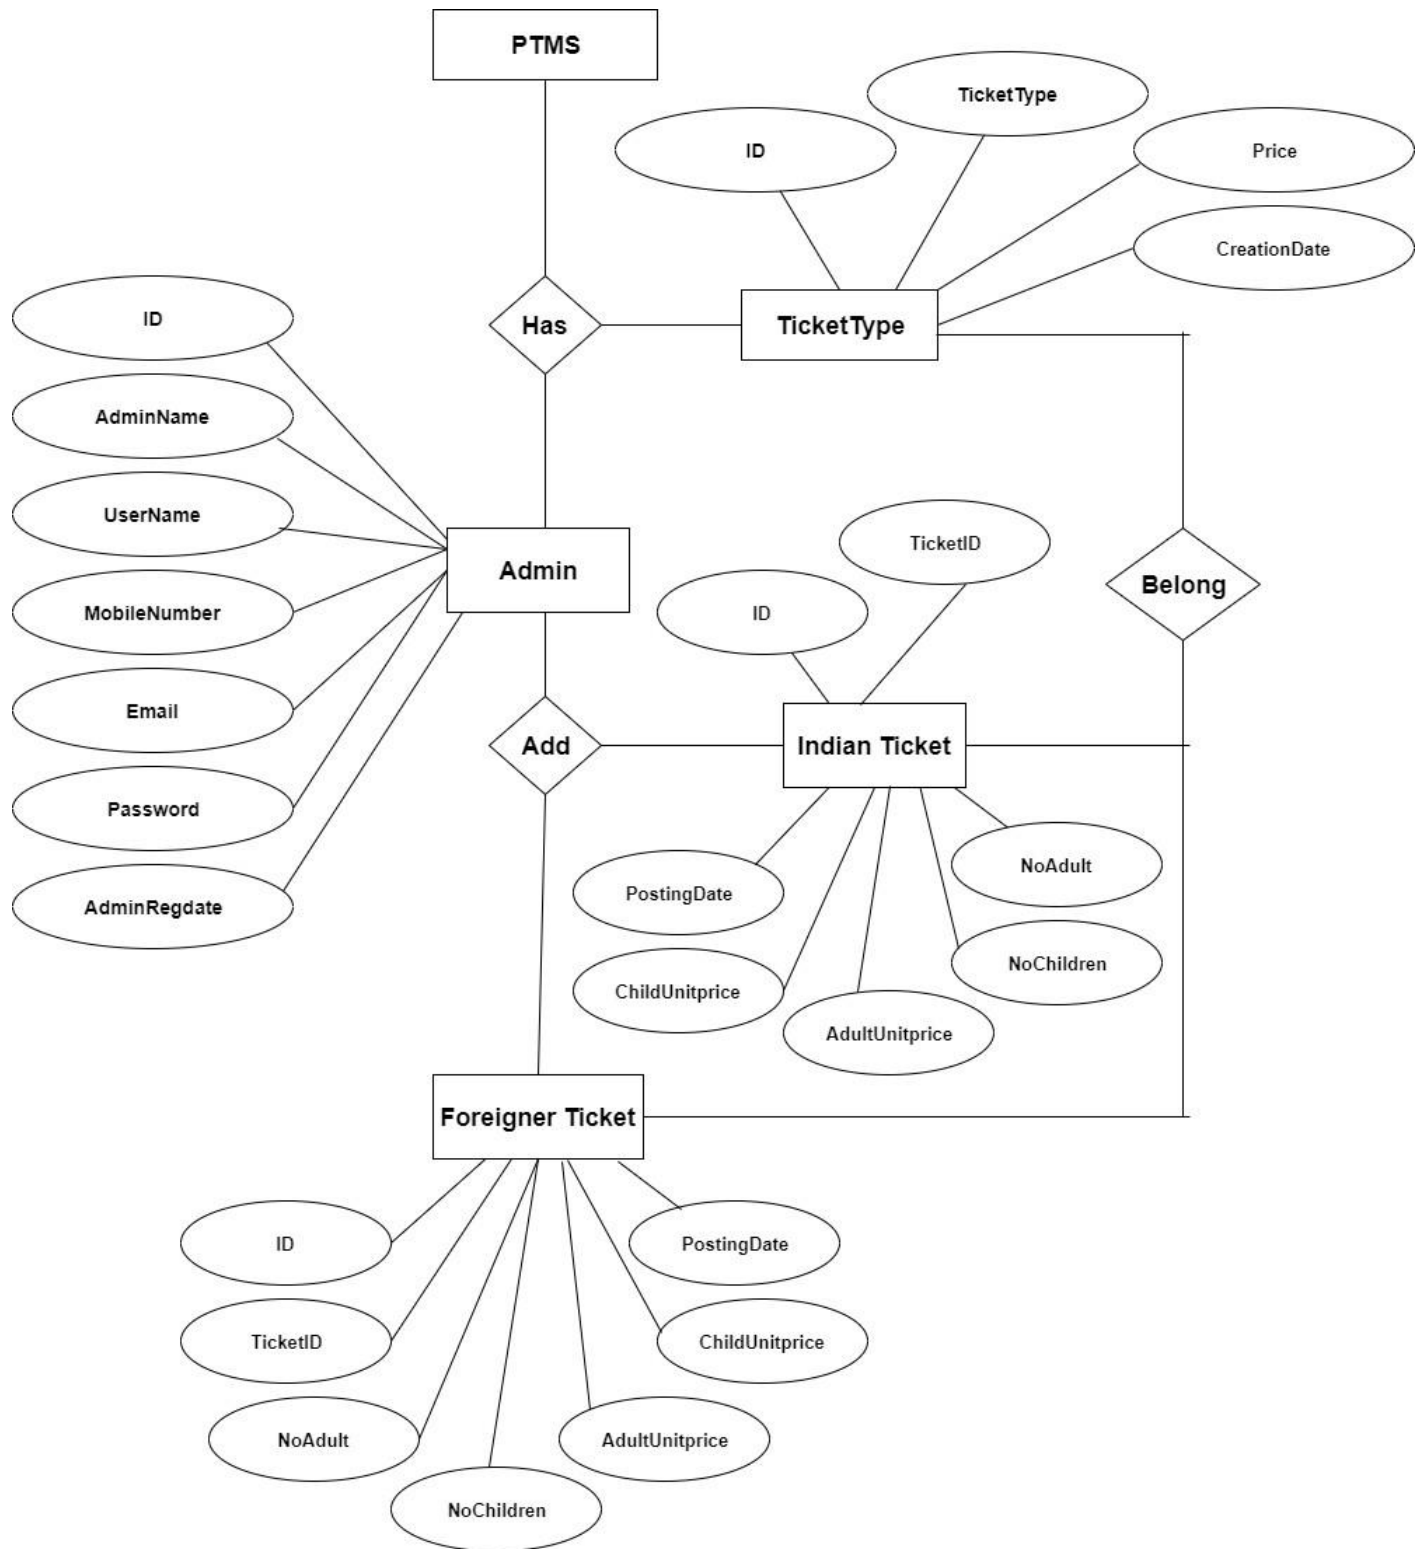 PTMS
TicketType
ID
Price
CreationDate
Has
TicketType
ID
AdminName
UserName
MobileNumber
Email
Password
AdminRegdate
Admin
TicketID
ID
Belong
Add
Indian Ticket
PostingDate
NoAdult
ChildUnitprice
NoChildren
AdultUnitprice
Foreigner Ticket
ID
PostingDate
TicketID
ChildUnitprice
NoAdult
AdultUnitprice
NoChildren